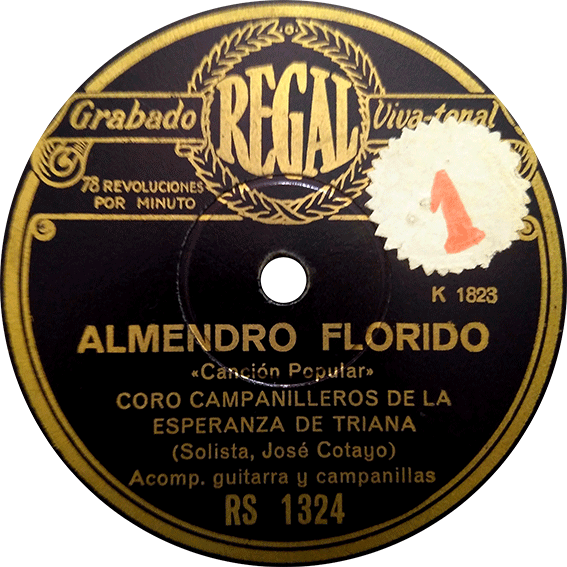 REGAL
Grabado Viva-tonal
78 REVOLUCIONES
POR MINUTO
1
K 1823
ALMENDRO FLORIDO
«Canción Popular»
CORO CAMPANILLEROS DE LA
ESPERANZA DE TRIANA
(Solista, José Cotayo)
Acomp. guitarra y campanillas
RS 1324